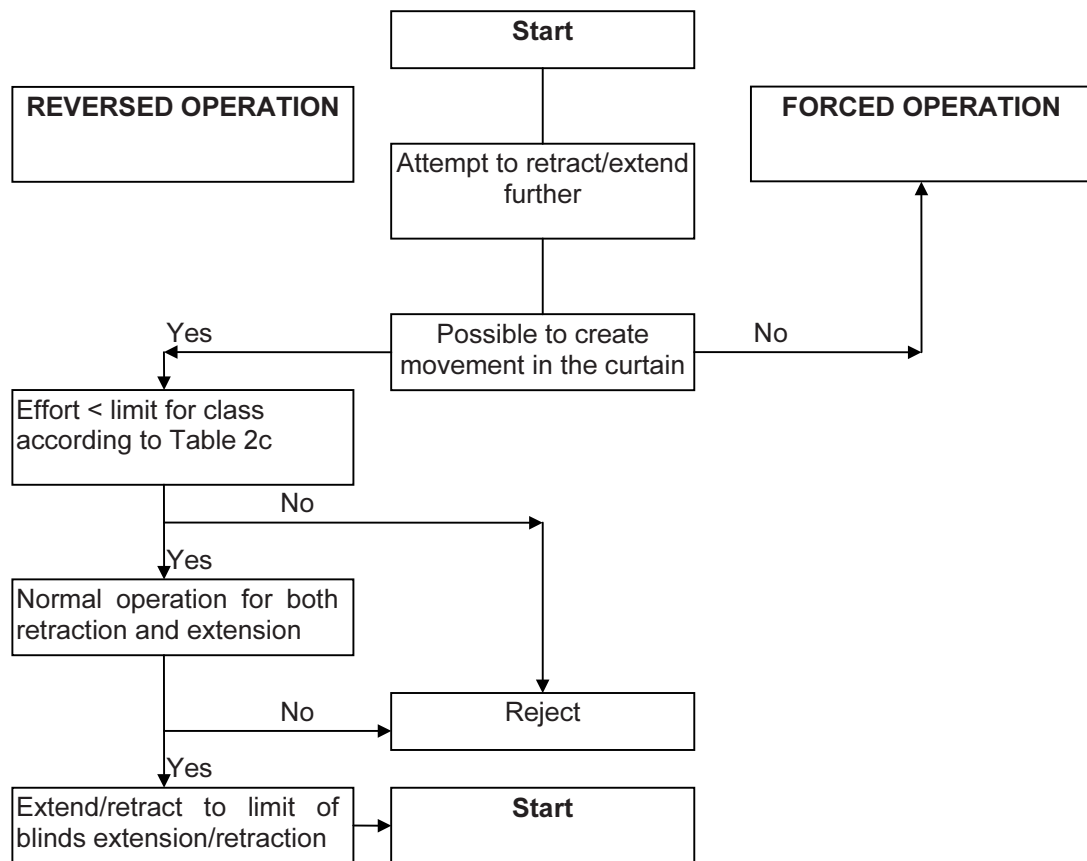 Start
REVERSED OPERATION
FORCED OPERATION
Attempt to retract/extend
further
Yes
Possible to create
movement in the curtain
No
Effort < limit for class
according to Table 2c
No
Yes
Normal operation for both
retraction and extension
No
Reject
Yes
Extend/retract to limit of
blinds extension/retraction
Start